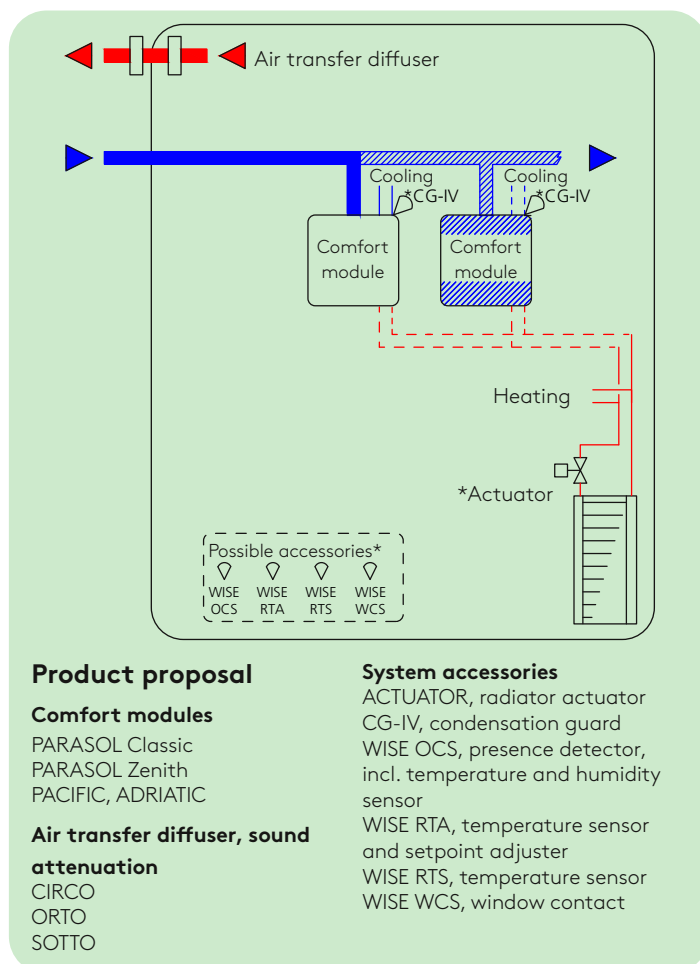 Air transfer diffuser
Cooling
*CG-IV
Cooling
*CG-IV
Comfort
module
Comfort
module
Heating
*Actuator
Possible accessories*
WISE
OCS
WISE
RTA
WISE
RTS
WISE
WCS
Product proposal
Comfort modules
PARASOL Classic
PARASOL Zenith
PACIFIC, ADRIATIC
Air transfer diffuser, sound
attenuation
CIRCO
ORTO
SOTTO
System accessories
ACTUATOR, radiator actuator
CG-IV, condensation guard
WISE OCS, presence detector,
incl. temperature and humidity
sensor
WISE RTA, temperature sensor
and setpoint adjuster
WISE RTS, temperature sensor
WISE WCS, window contact